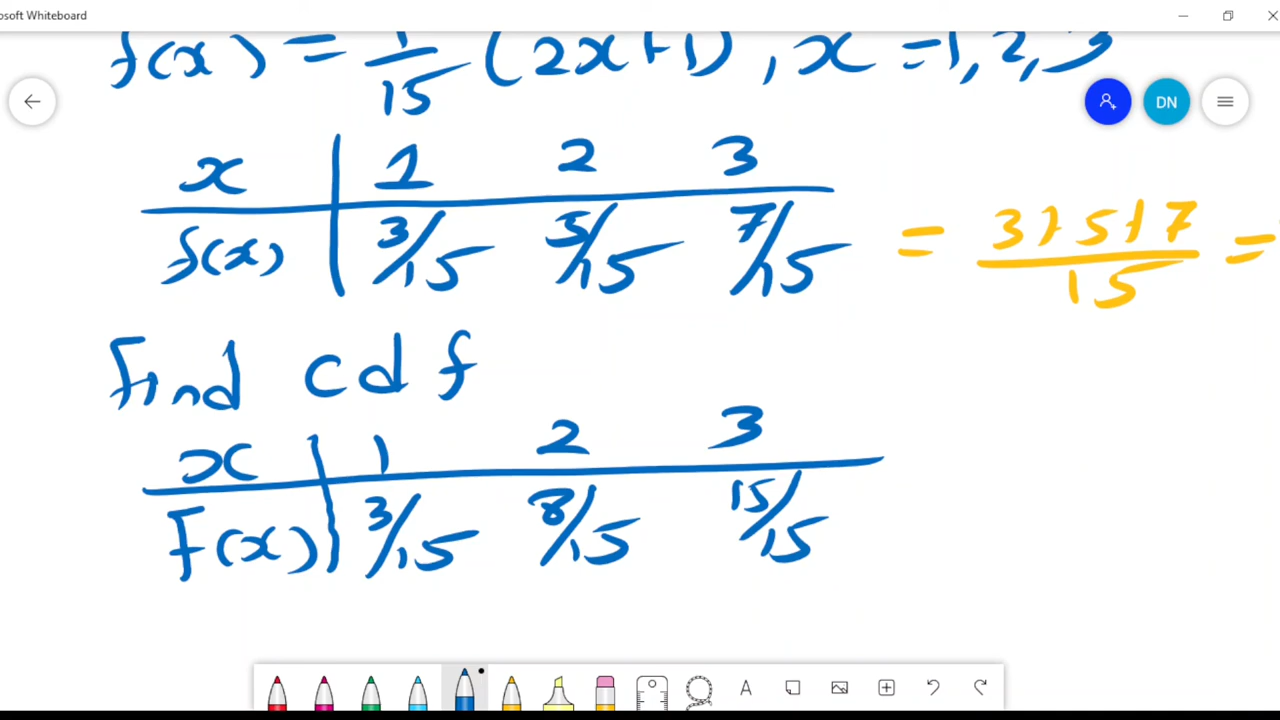 osoft Whiteboard
f(x) = 1/15 (2x+1), x = 1, 2, 3
DN
x 1 2 3
f(x) 3/15 5/15 7/15 = 3+5+7/15 =
Find cdf
x 1 2 3
F(x) 3/15 8/15 15/15
A